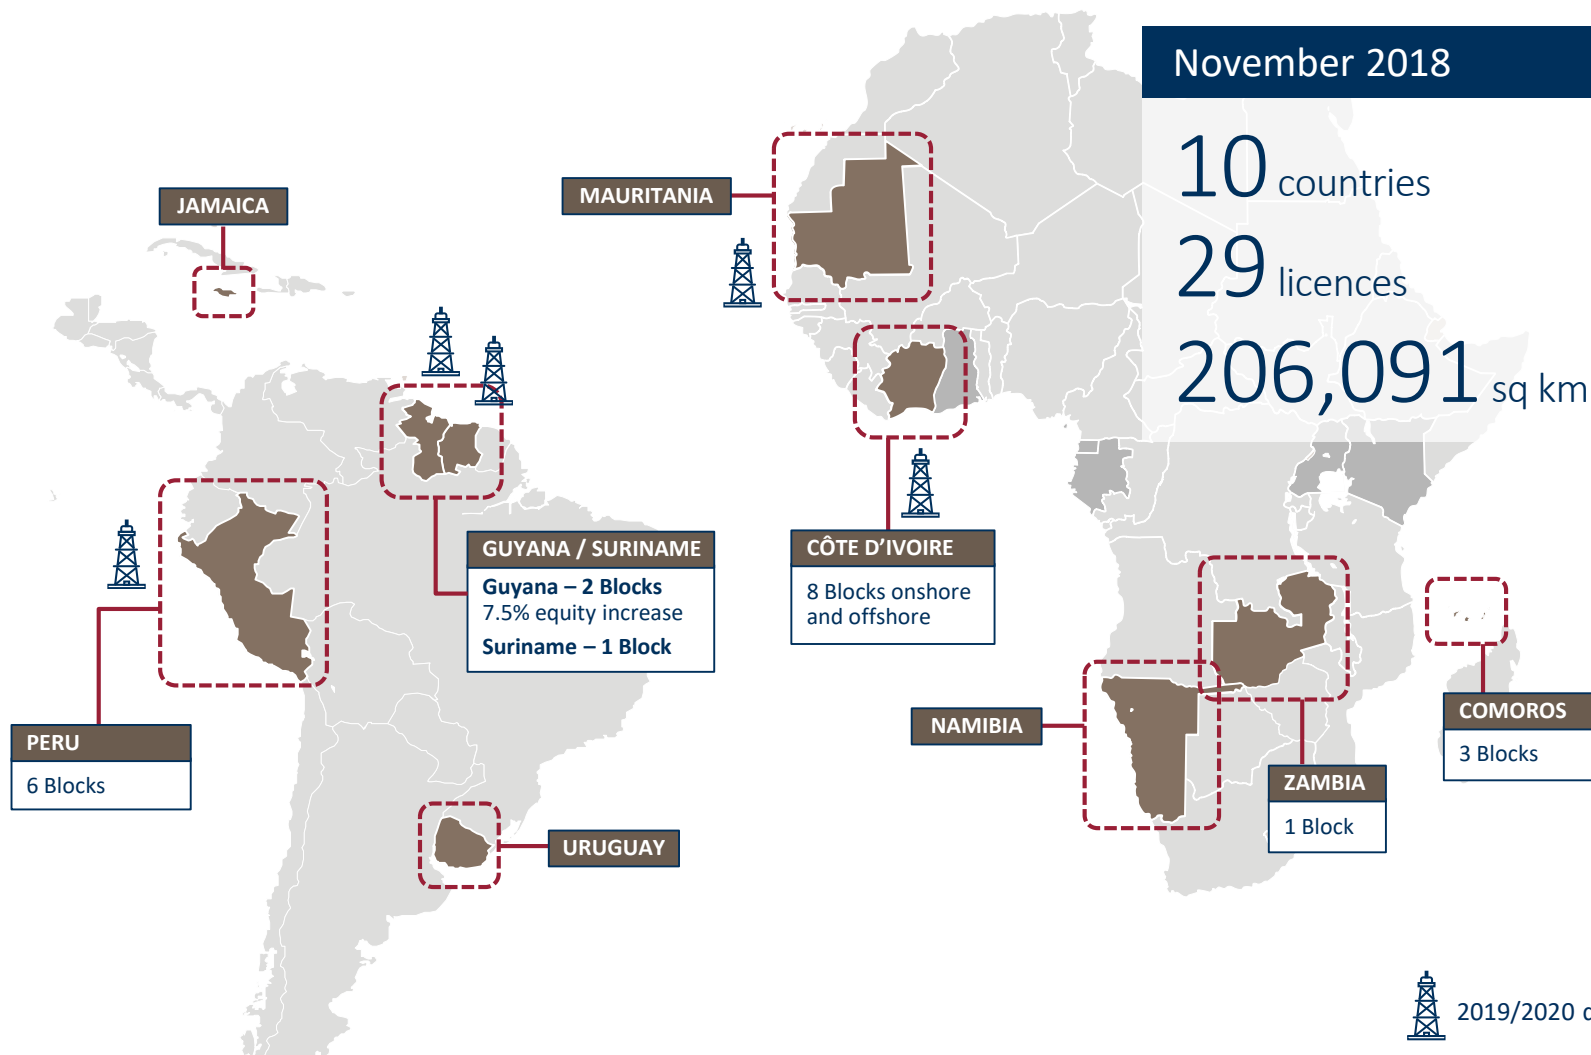 November 2018
10 countries
29 licences
206,091 sq km
JAMAICA
MAURITANIA
GUYANA / SURINAME
Guyana – 2 Blocks
7.5% equity increase
Suriname – 1 Block
CÔTE D'IVOIRE
8 Blocks onshore
and offshore
PERU
6 Blocks
URUGUAY
NAMIBIA
ZAMBIA
1 Block
COMOROS
3 Blocks
2019/2020